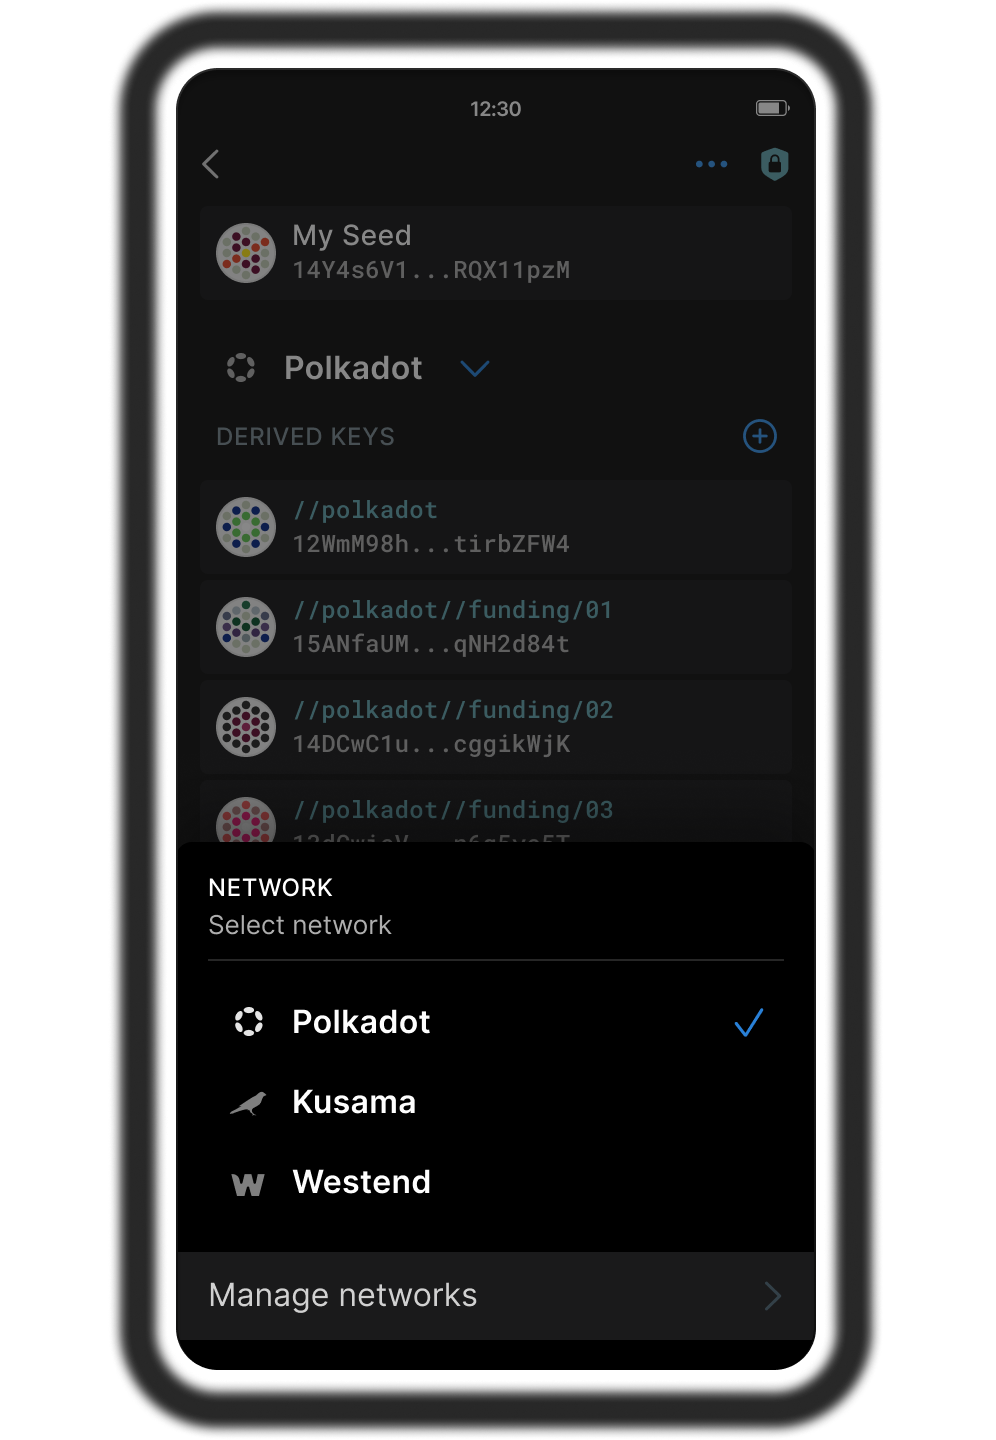 12:30
My Seed
14Y4s6V1...RQX11pzM
Polkadot
DERIVED KEYS
//polkadot
12WmM98h...tirbZFW4
//polkadot//funding/01
15ANfaUM...qNH2d84t
//polkadot//funding/02
14DCwC1u...cggikWjK
//polkadot//funding/03
NETWORK
Select network
Polkadot
Kusama
Westend
Manage networks